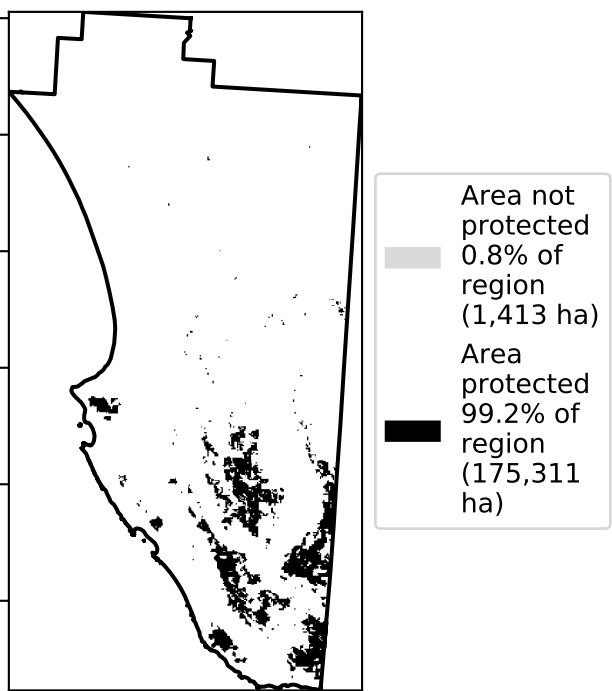 Area not
protected
0.8% of
region
(1,413 ha)
Area
protected
99.2% of
region
(175,311
ha)